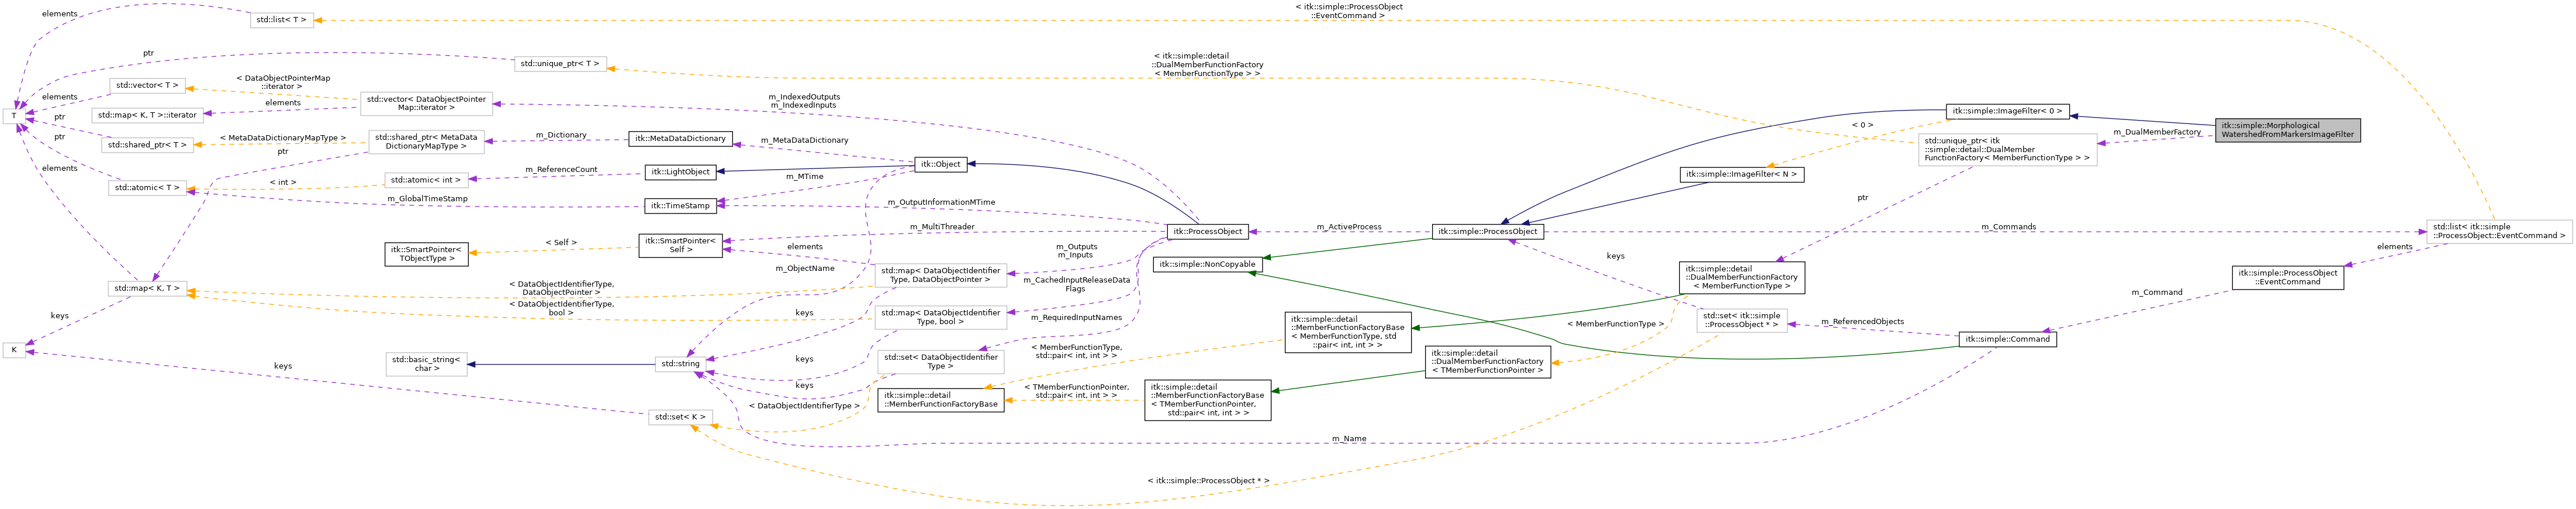 elements
std::list< T >
< itk::simple::ProcessObject
::EventCommand >
ptr
std::unique_ptr< T >
< itk::simple::detail
::DualMemberFunctionFactory
< MemberFunctionType > >
std::vector< T >
< DataObjectPointerMap
::iterator >
elements
std::vector< DataObjectPointer
Map::iterator >
elements
T
std::map< K, T >::iterator
m_IndexedOutputs
m_IndexedInputs
itk::simple::ImageFilter< 0 >
itk::simple::Morphological
WatershedFromMarkersImageFilter
ptr
ptr
std::shared_ptr< T >
< MetaDataDictionaryMapType >
std::shared_ptr< MetaData
DictionaryMapType >
m_Dictionary
itk::MetaDataDictionary
m_MetaDataDictionary
< 0 >
std::unique_ptr< itk
::simple::detail::DualMember
FunctionFactory< MemberFunctionType > >
m_DualMemberFactory
ptr
elements
std::atomic< T >
< int >
std::atomic< int >
m_ReferenceCount
itk::LightObject
itk::Object
m_MTime
itk::simple::ImageFilter< N >
m_GlobalTimeStamp
itk::TimeStamp
m_OutputInformationMTime
ptr
itk::SmartPointer<
TObjectType >
< Self >
itk::SmartPointer<
Self >
m_MultiThreader
itk::ProcessObject
m_ActiveProcess
itk::simple::ProcessObject
m_Commands
std::list< itk::simple
::ProcessObject::EventCommand >
elements
elements
m_Outputs
m_Inputs
itk::simple::NonCopyable
keys
m_ObjectName
std::map< DataObjectIdentifier
Type, DataObjectPointer >
m_CachedInputReleaseData
Flags
itk::simple::detail
::DualMemberFunctionFactory
< MemberFunctionType >
itk::simple::ProcessObject
::EventCommand
m_Command
std::map< K, T >
< DataObjectIdentifierType,
DataObjectPointer >
< DataObjectIdentifierType,
bool >
keys
keys
std::map< DataObjectIdentifier
Type, bool >
m_RequiredInputNames
itk::simple::detail
::MemberFunctionFactoryBase
< MemberFunctionType, std
::pair< int, int > >
< MemberFunctionType >
std::set< itk::simple
::ProcessObject * >
m_ReferencedObjects
itk::simple::Command
K
std::basic_string<
char >
std::string
keys
std::set< DataObjectIdentifier
Type >
< MemberFunctionType,
std::pair< int, int > >
itk::simple::detail
::DualMemberFunctionFactory
< TMemberFunctionPointer >
keys
keys
itk::simple::detail
::MemberFunctionFactoryBase
< TMemberFunctionPointer,
std::pair< int, int > >
itk::simple::detail
::MemberFunctionFactoryBase
< TMemberFunctionPointer,
std::pair< int, int > >
std::set< K >
< DataObjectIdentifierType >
m_Name
< itk::simple::ProcessObject * >